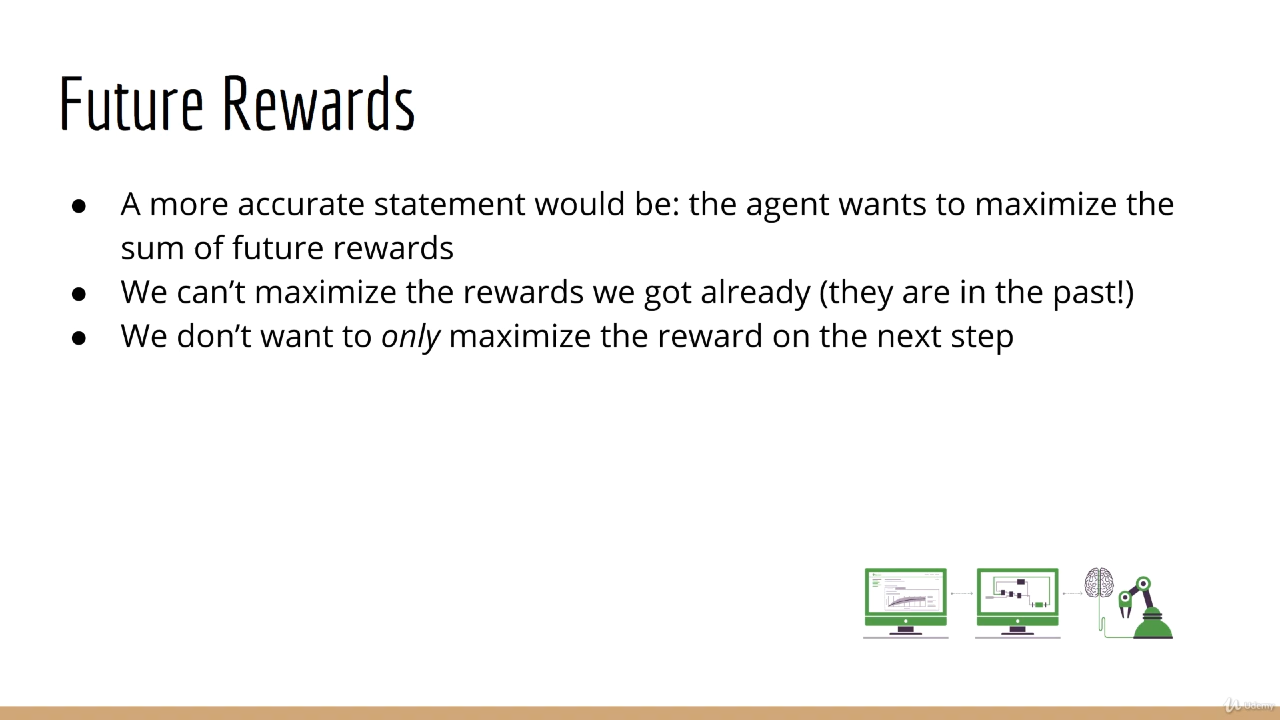 Future Rewards
● A more accurate statement would be: the agent wants to maximize the
sum of future rewards
● We can’t maximize the rewards we got already (they are in the past!)
● We don’t want to only maximize the reward on the next step
Udemy